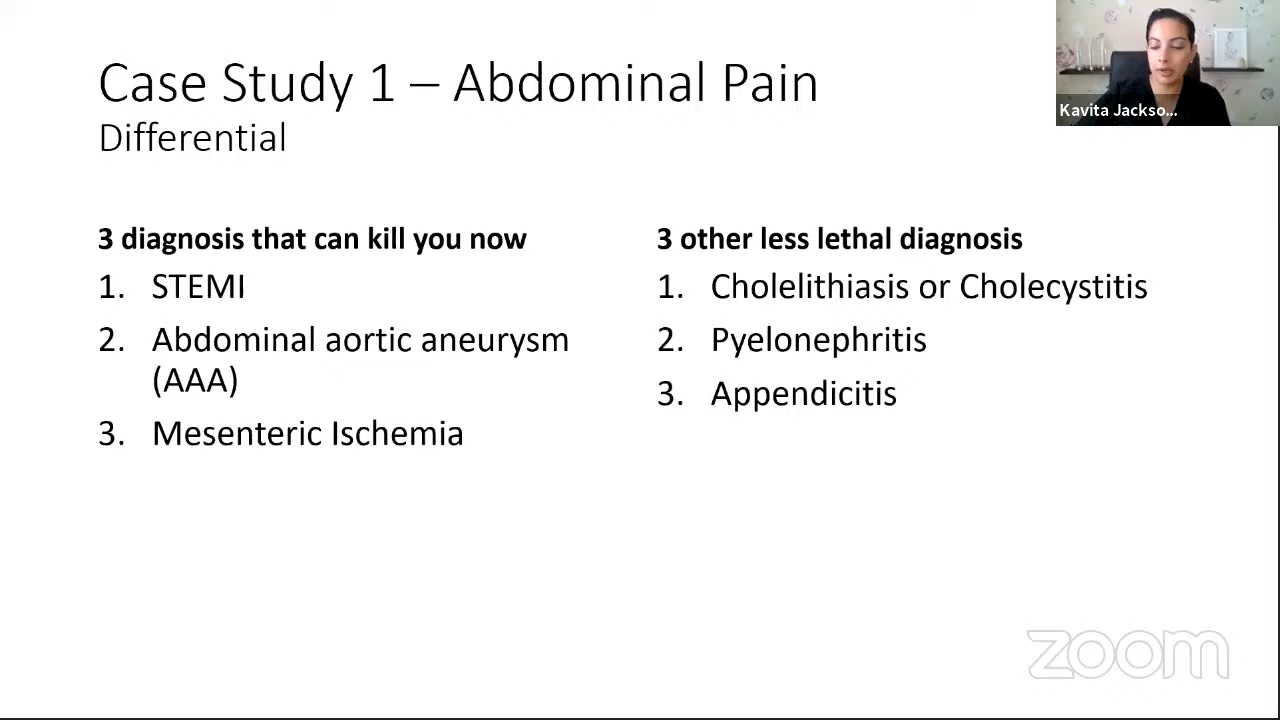 Case Study 1 – Abdominal Pain
Differential
Kavita Jackso...
3 diagnosis that can kill you now
1. STEMI
2. Abdominal aortic aneurysm
(AAA)
3. Mesenteric Ischemia
3 other less lethal diagnosis
1. Cholelithiasis or Cholecystitis
2. Pyelonephritis
3. Appendicitis
zoom